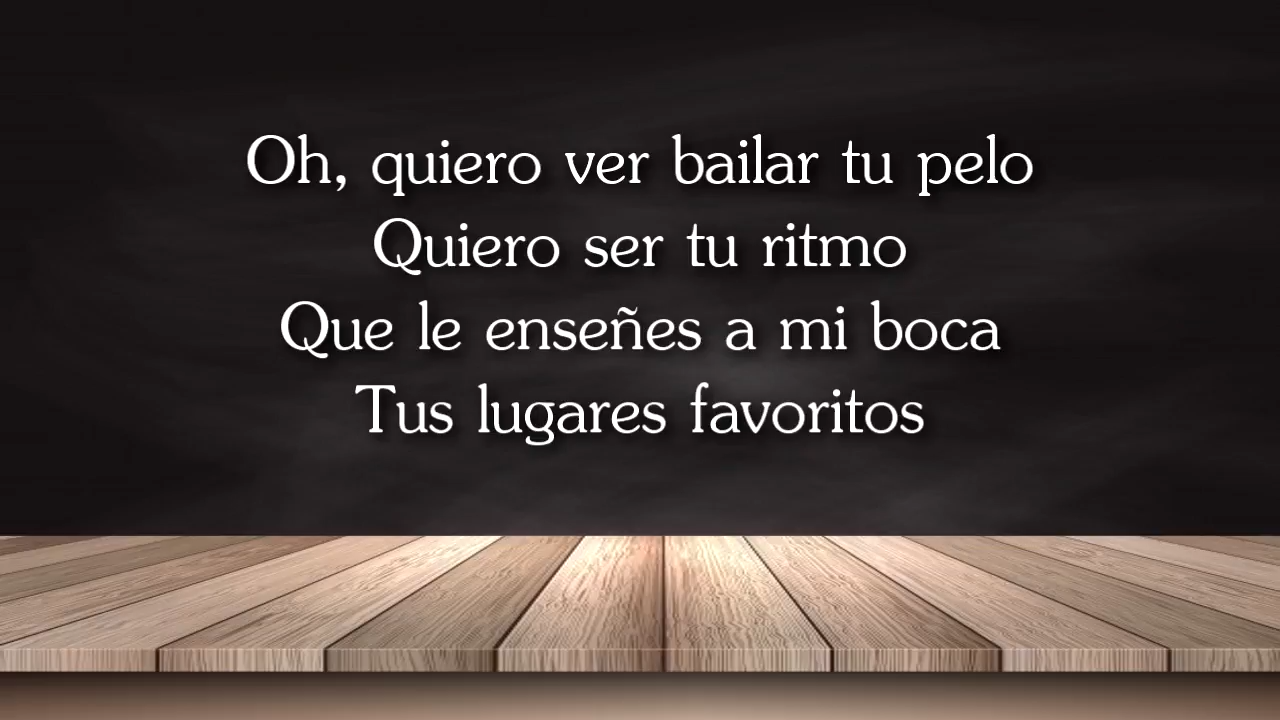 Oh, quiero ver bailar tu pelo
Quiero ser tu ritmo
Que le enseñes a mi boca
Tus lugares favoritos